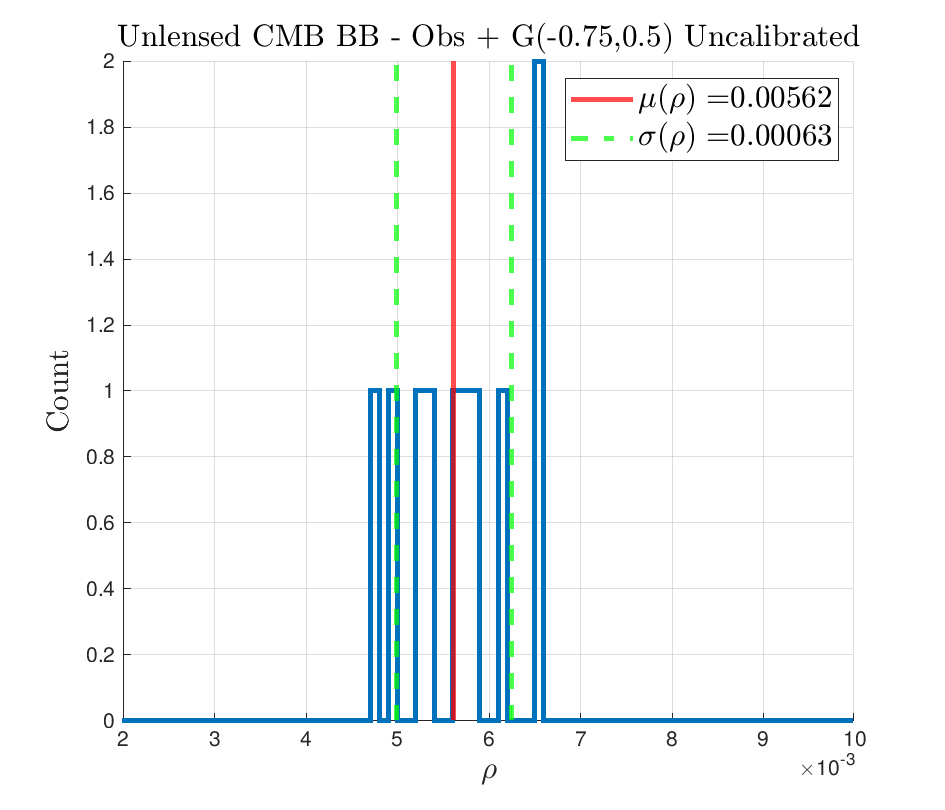 Unlensed CMB BB - Obs + G(-0.75,0.5) Uncalibrated
μ(ρ) =0.00562
σ(ρ) =0.00063
2
1.8
1.6
1.4
1.2
1
0.8
0.6
0.4
0.2
0
Count
2 3 4 5 6 7 8 9 10
×10-3
ρ